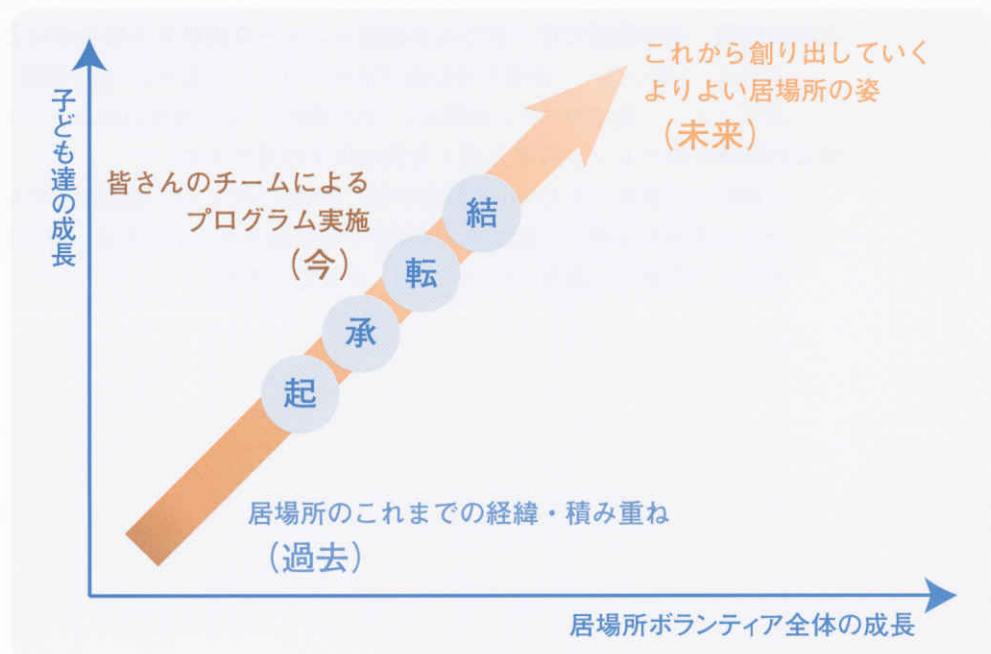 子ども達の成長
これから創り出していく
よりよい居場所の姿
(未来)
皆さんのチームによる
プログラム実施
(今)
結
転
承
起
居場所のこれまでの経緯・積み重ね
(過去)
居場所ボランティア全体の成長